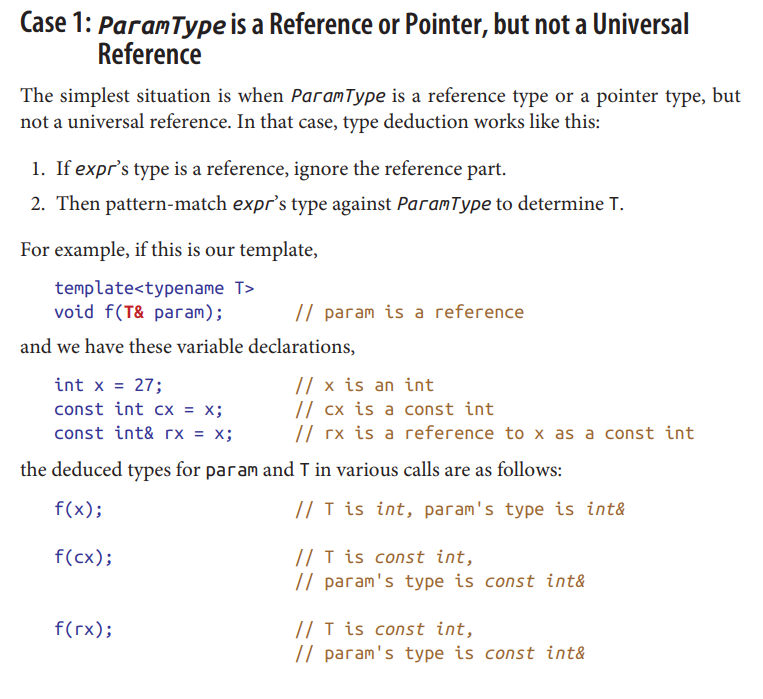 Case 1: ParamType is a Reference or Pointer, but not a Universal
Reference
The simplest situation is when ParamType is a reference type or a pointer type, but
not a universal reference. In that case, type deduction works like this:
1. If expr’s type is a reference, ignore the reference part.
2. Then pattern-match expr’s type against ParamType to determine T.
For example, if this is our template,
template<typename T>
void f(T& param); // param is a reference
and we have these variable declarations,
int x = 27; // x is an int
const int cx = x; // cx is a const int
const int& rx = x; // rx is a reference to x as a const int
the deduced types for param and T in various calls are as follows:
f(x); // T is int, param's type is int&
f(cx); // T is const int,
// param's type is const int&
f(rx); // T is const int,
// param's type is const int&